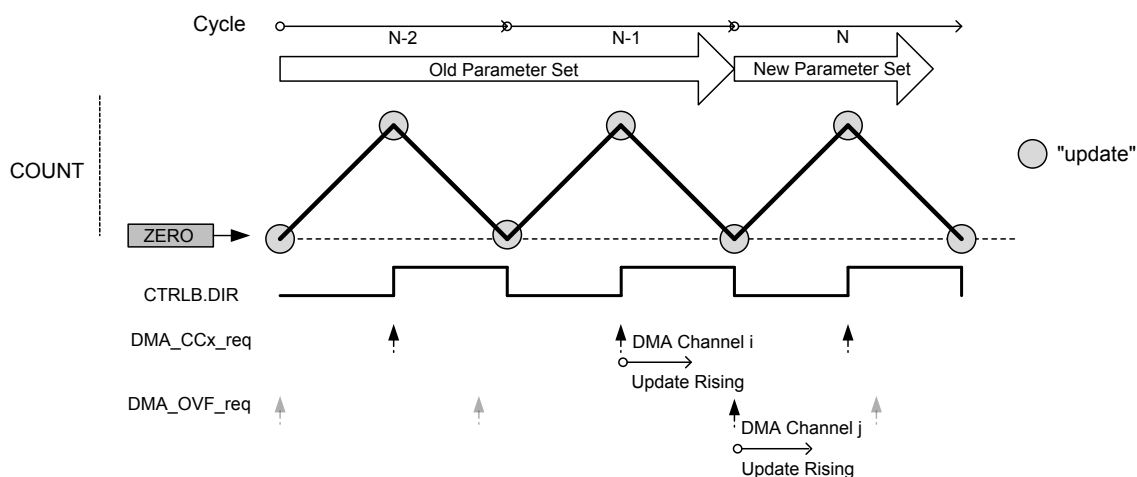 Cycle
N-2
N-1
N
Old Parameter Set
New Parameter Set
COUNT
"update"
ZERO
CTRLB.DIR
DMA_CCx_req
DMA Channel i
Update Rising
DMA_OVF_req
DMA Channel j
Update Rising